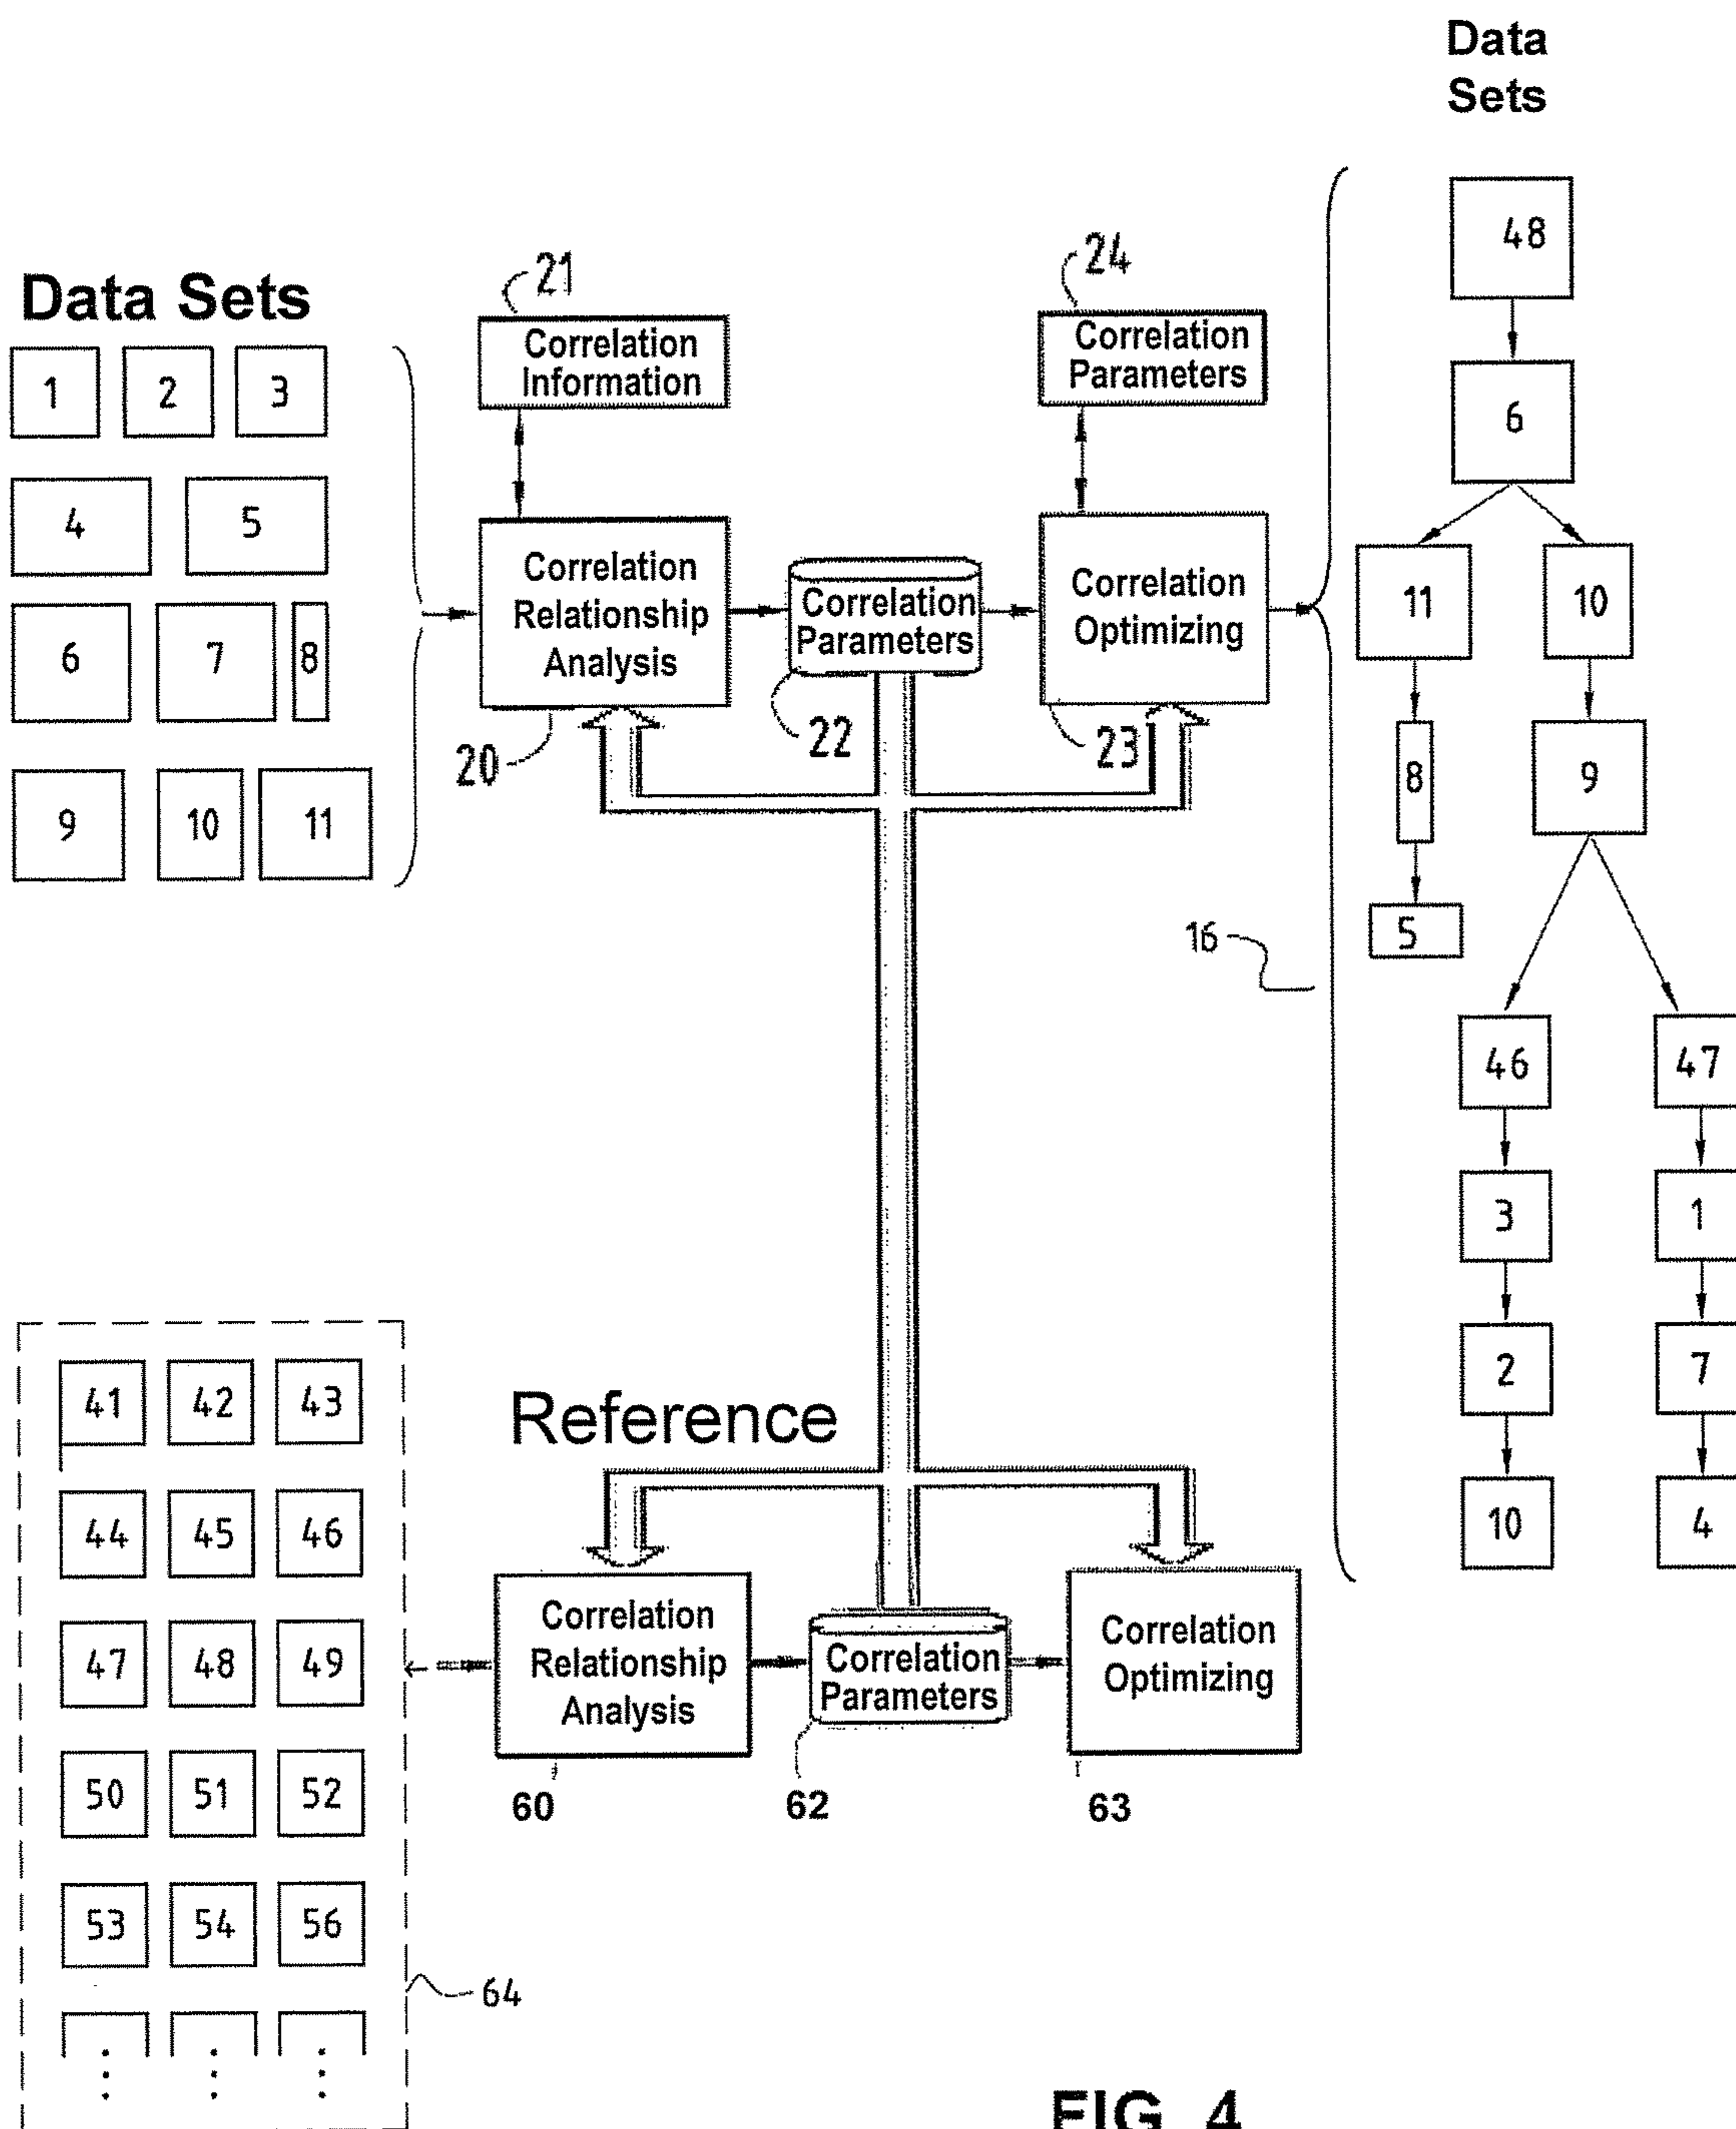 Data
Sets
Data Sets
1 2 3
4 5
6 7 8
9 10 11
21
Correlation
Information
Correlation
Relationship
Analysis
20
Correlation
Parameters
22
24
Correlation
Parameters
Correlation
Optimizing
23
16
48
6
11 10
8 9
5
46 47
3 1
2 7
10 4
Reference
41 42 43
44 45 46
47 48 49
50 51 52
53 54 56
64
Correlation
Relationship
Analysis
60
Correlation
Parameters
62
Correlation
Optimizing
63
FIG. 4